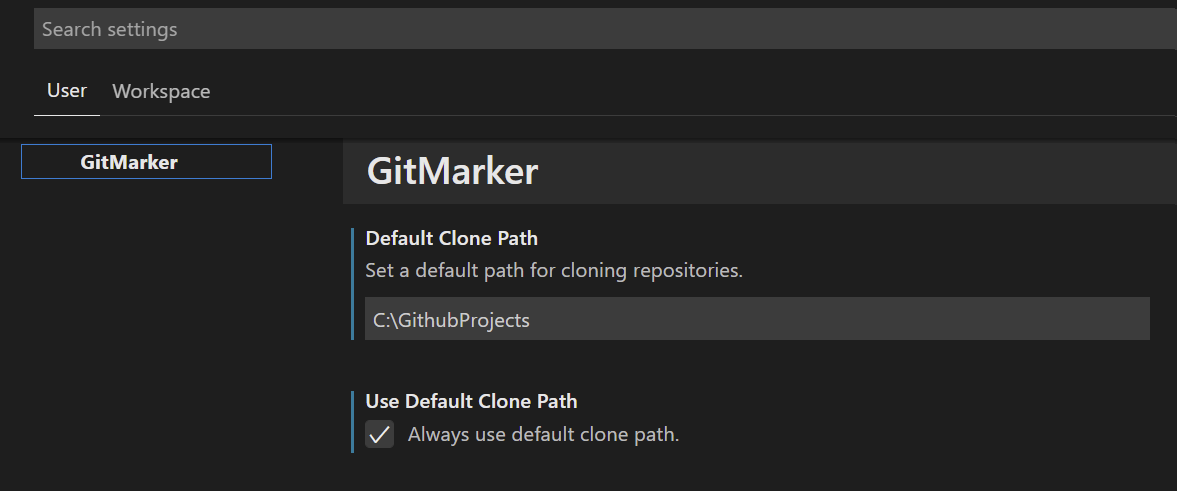 Search settings
User Workspace
GitMarker
GitMarker
Default Clone Path
Set a default path for cloning repositories.
C:\GithubProjects
Use Default Clone Path
Always use default clone path.